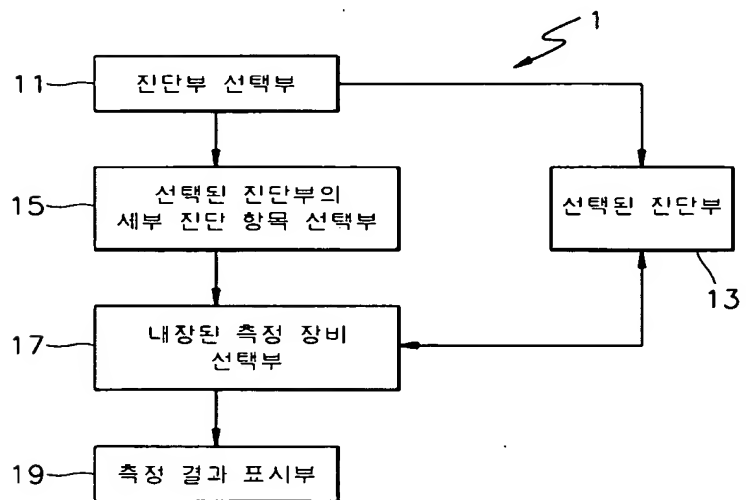 1
11
진단부 선택부
15
선택된 진단부의
세부 진단 항목 선택부
선택된 진단부
13
17
내장된 측정 장비
선택부
19
측정 결과 표시부